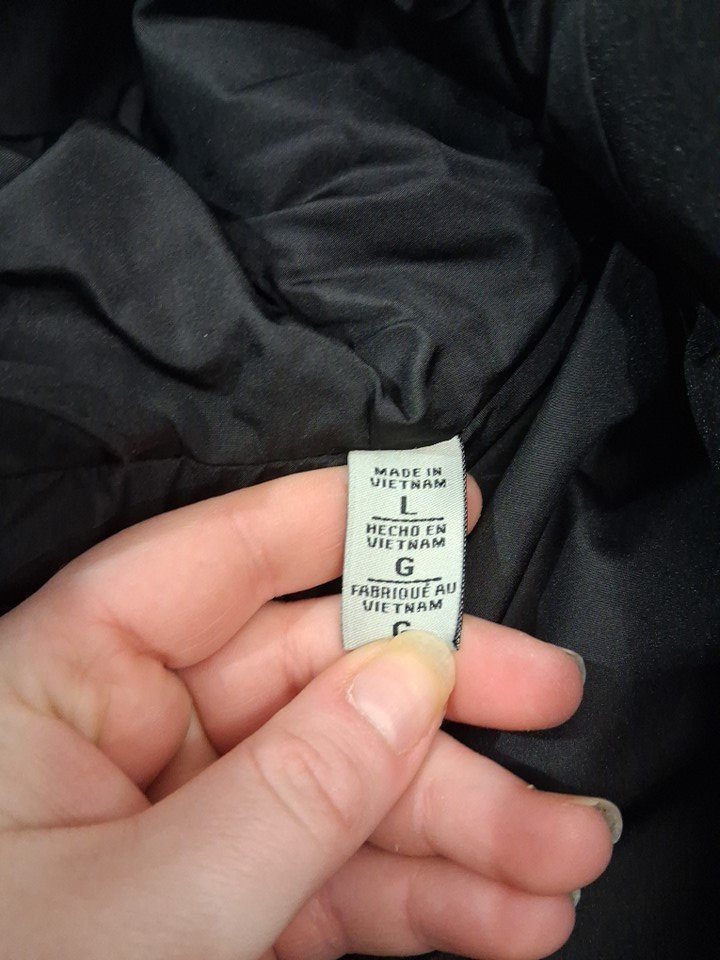 MADE IN
VIETNAM
L
HECHO EN
VIETNAM
G
FABRIQUÉ AU
VIETNAM